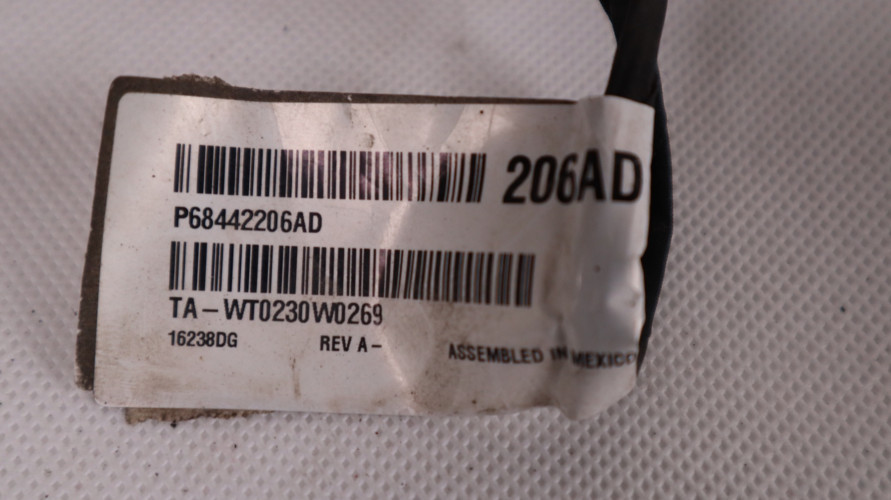 206AD
P68442206AD
TA-WT0230W0269
16238DG REV A- ASSEMBLED IN MEXICO